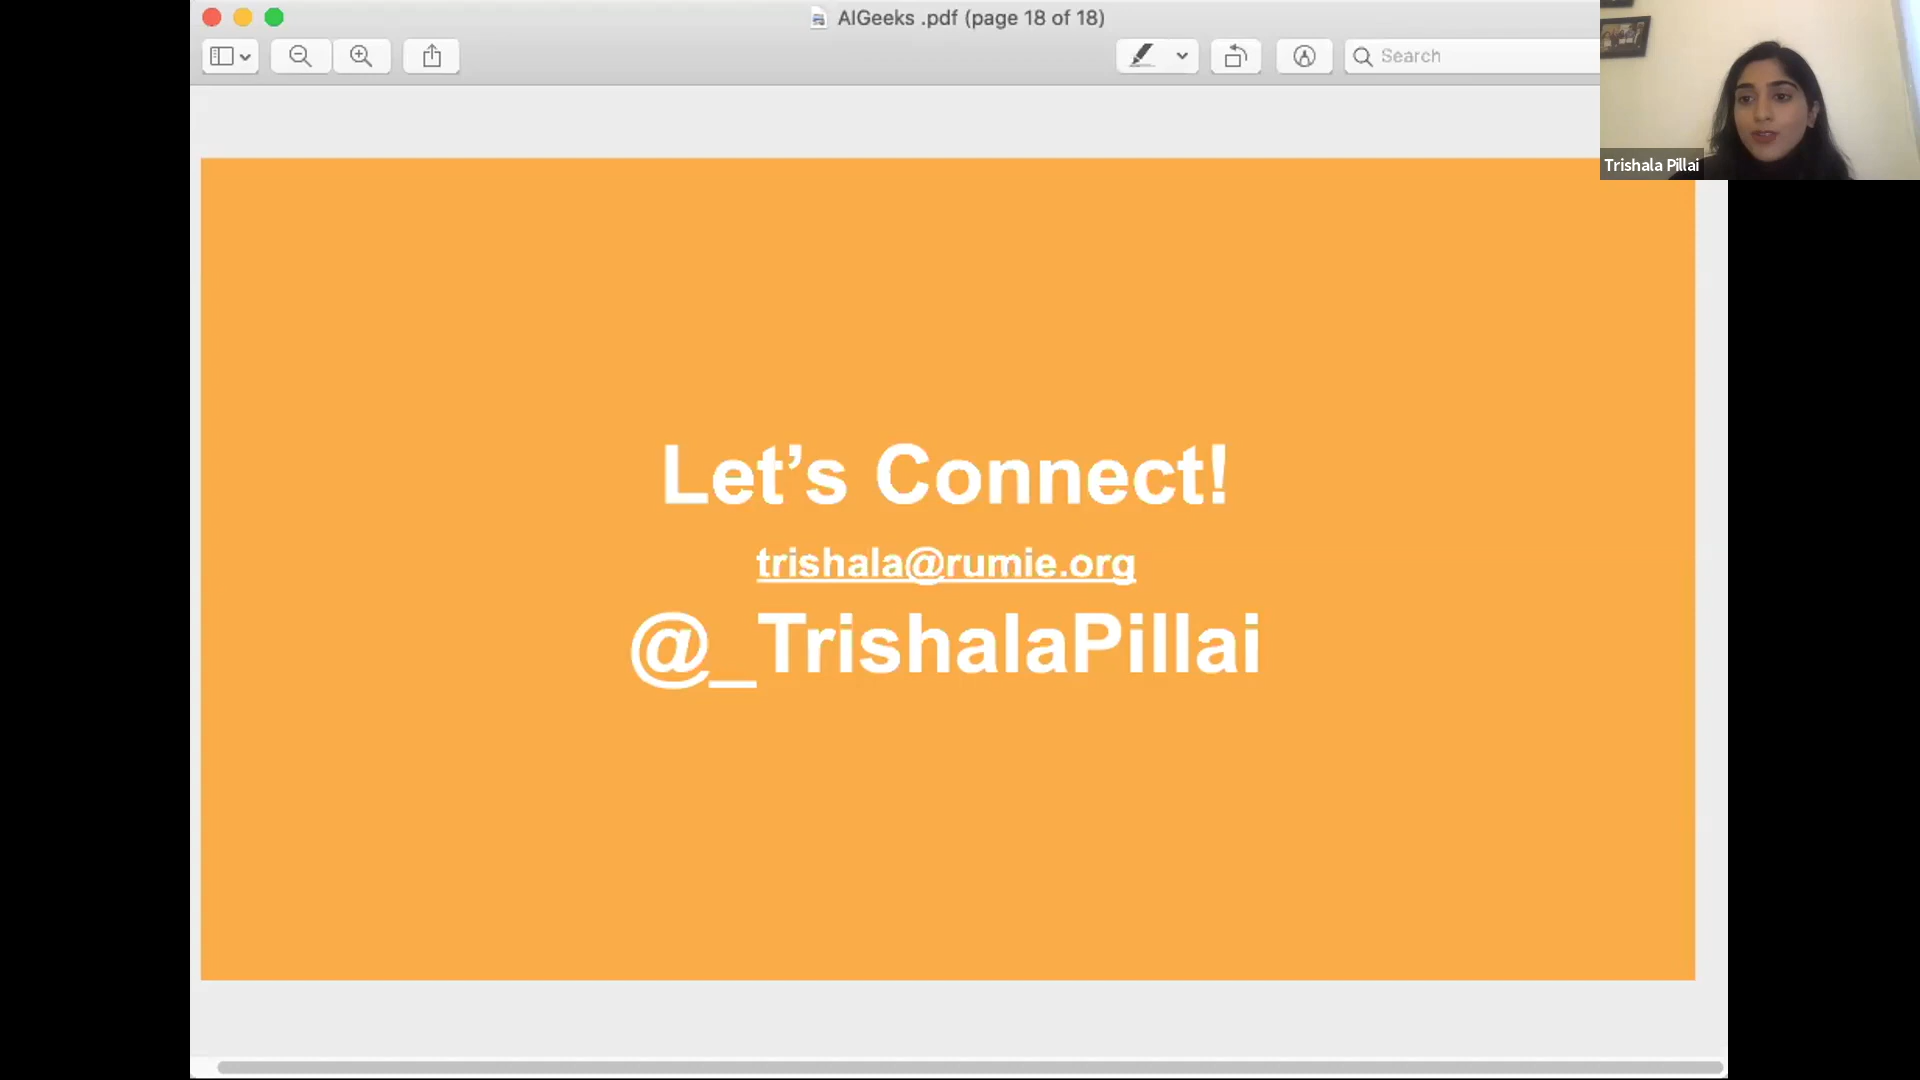 AIGeeks .pdf (page 18 of 18)
Search
Trishala Pillai
Let's Connect!
trishala@rumie.org
@_TrishalaPillai